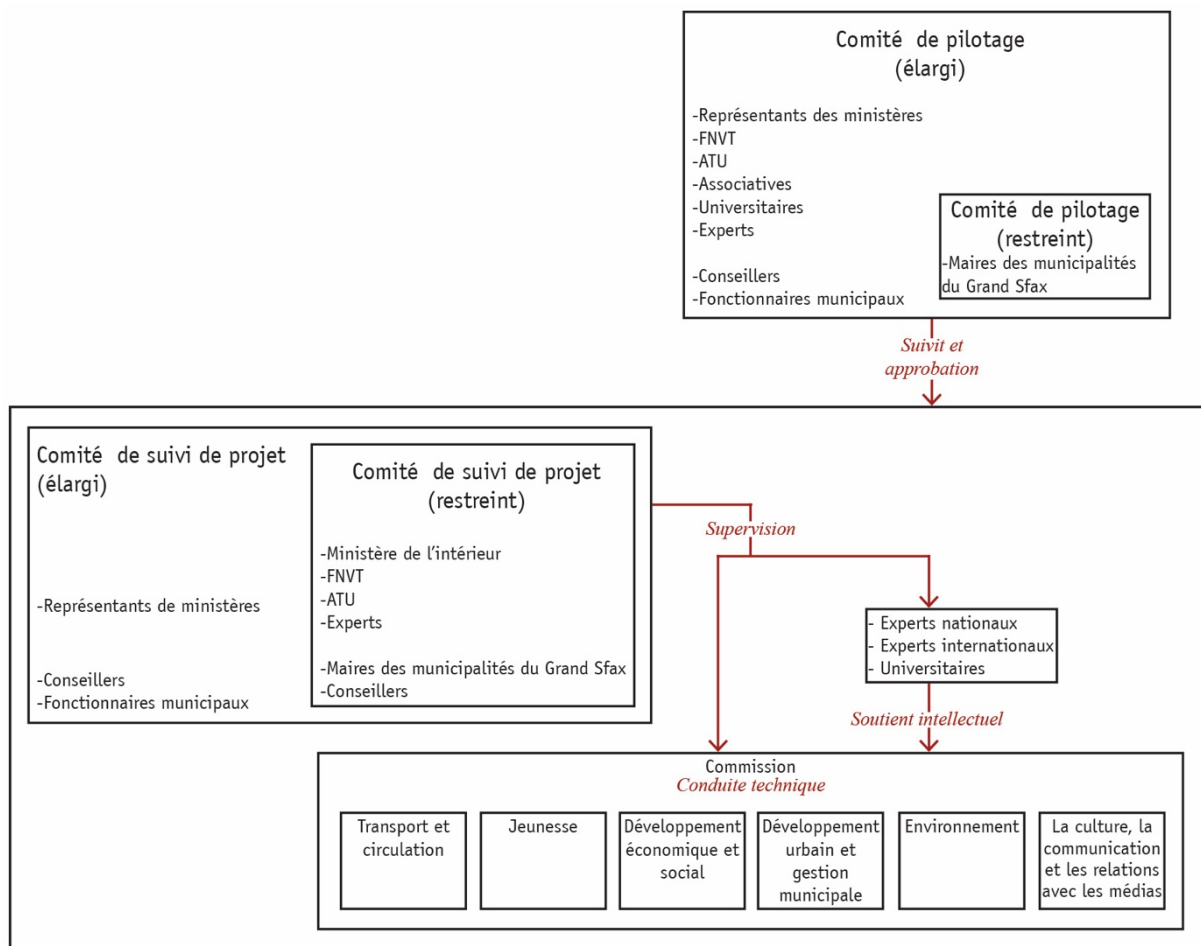 Comité de pilotage
(élargi)
-Représentants des ministères
-FNVT
-ATU
-Associatives
-Universitaires
-Experts
-Conseillers
-Fonctionnaires municipaux
Comité de pilotage
(restreint)
-Maires des municipalités
du Grand Sfax
Suivit et
approbation
Comité de suivi de projet
(élargi)
-Représentants de ministères
-Conseillers
-Fonctionnaires municipaux
Comité de suivi de projet
(restreint)
-Ministère de l'intérieur
-FNVT
-ATU
-Experts
-Maires des municipalités du Grand Sfax
-Conseillers
Supervision
- Experts nationaux
- Experts internationaux
- Universitaires
Soutient intellectuel
Commission
Conduite technique
Transport et
circulation
Jeunesse
Développement
économique et
social
Développement
urbain et
gestion
municipale
Environnement
La culture, la
communication
et les relations
avec les médias